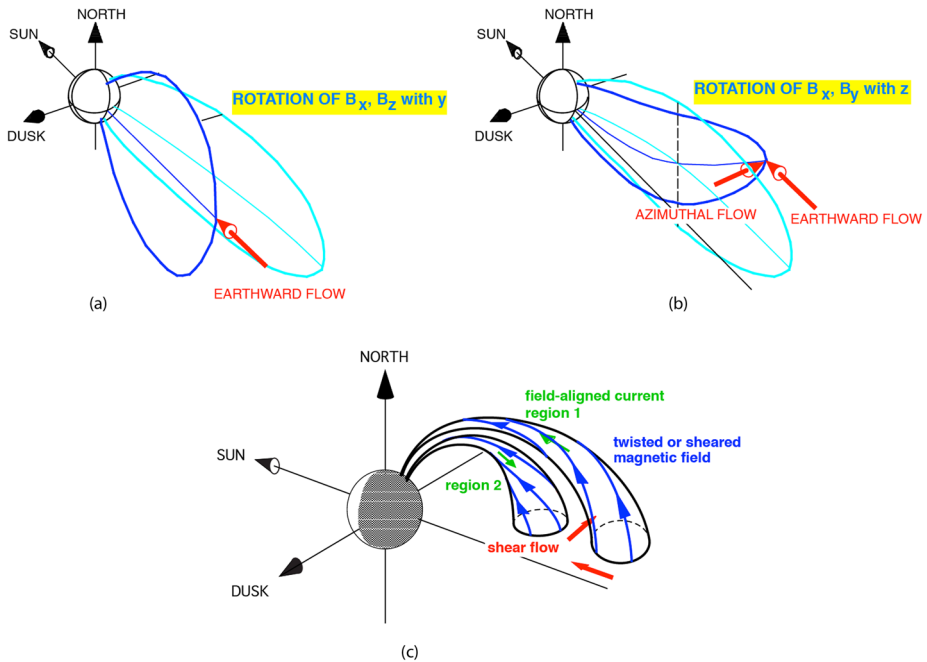 NORTH
SUN
DUSK
ROTATION OF Bx, Bz with y
EARTHWARD FLOW
(a)
NORTH
SUN
DUSK
ROTATION OF Bx, By with z
AZIMUTHAL FLOW
EARTHWARD FLOW
(b)
NORTH
SUN
DUSK
field-aligned current
region 1
twisted or sheared
magnetic field
region 2
shear flow
(c)